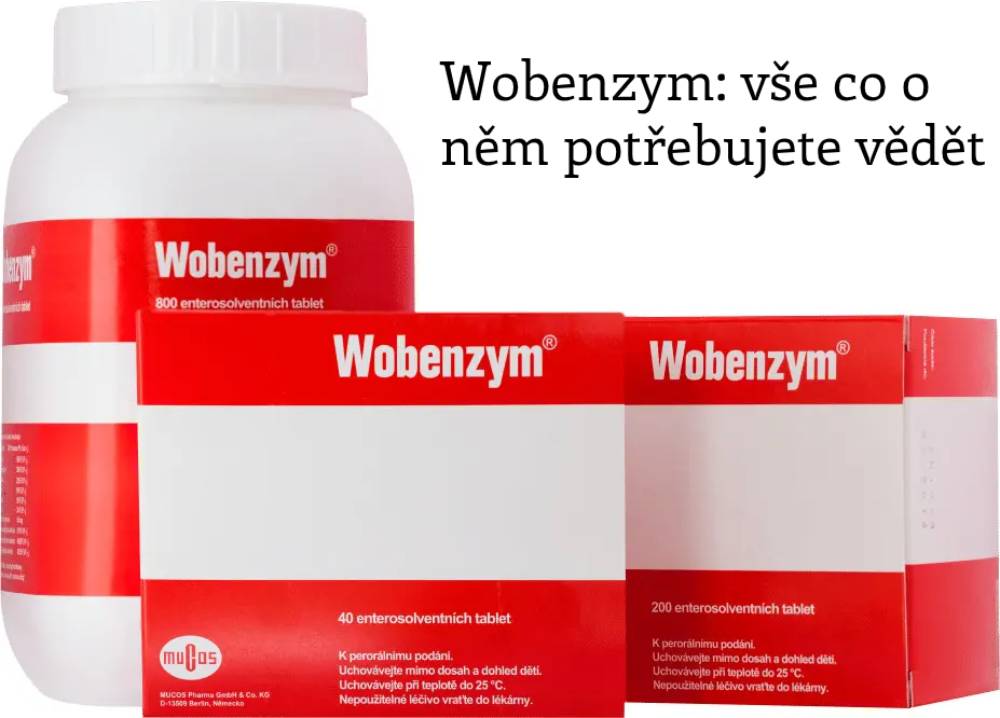 Wobenzym: vše co o
něm potřebujete vědět
Wobenzym®
800 enterosolventních tablet
Wobenzym®
40 enterosolventních tablet
K perorálnímu podání.
Uchovávejte mimo dosah a dohled dětí.
Uchovávejte při teplotě do 25 °C.
Nepoužitelné léčivo vraťte do lékárny.
mucos
MUCOS Pharma GmbH & Co. KG
D-13509 Berlin, Německo
Wobenzym®
200 enterosolventních tablet
K perorálnímu podání.
Uchovávejte mimo dosah a dohled dětí.
Uchovávejte při teplotě do 25 °C.
Nepoužitelné léčivo vraťte do lékárny.